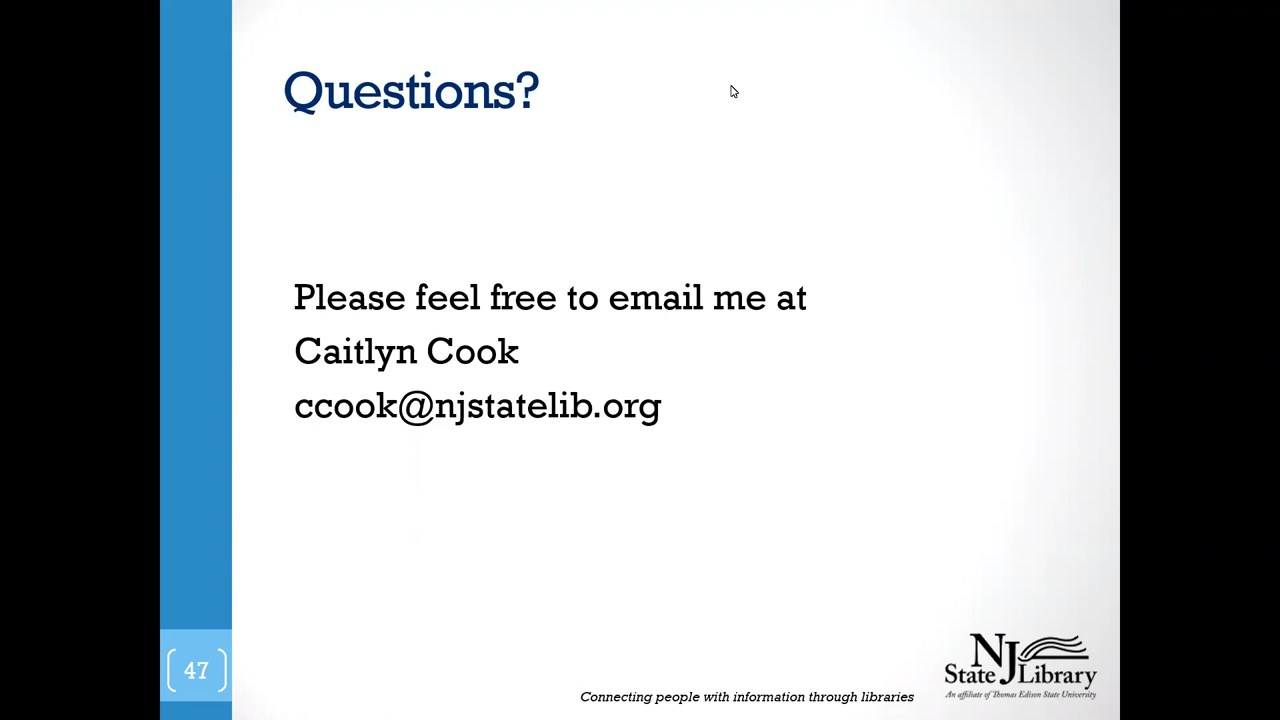 Questions?
Please feel free to email me at
Caitlyn Cook
ccook@njstatelib.org
47
Connecting people with information through libraries
NJ
State Library
An affiliate of Thomas Edison State University